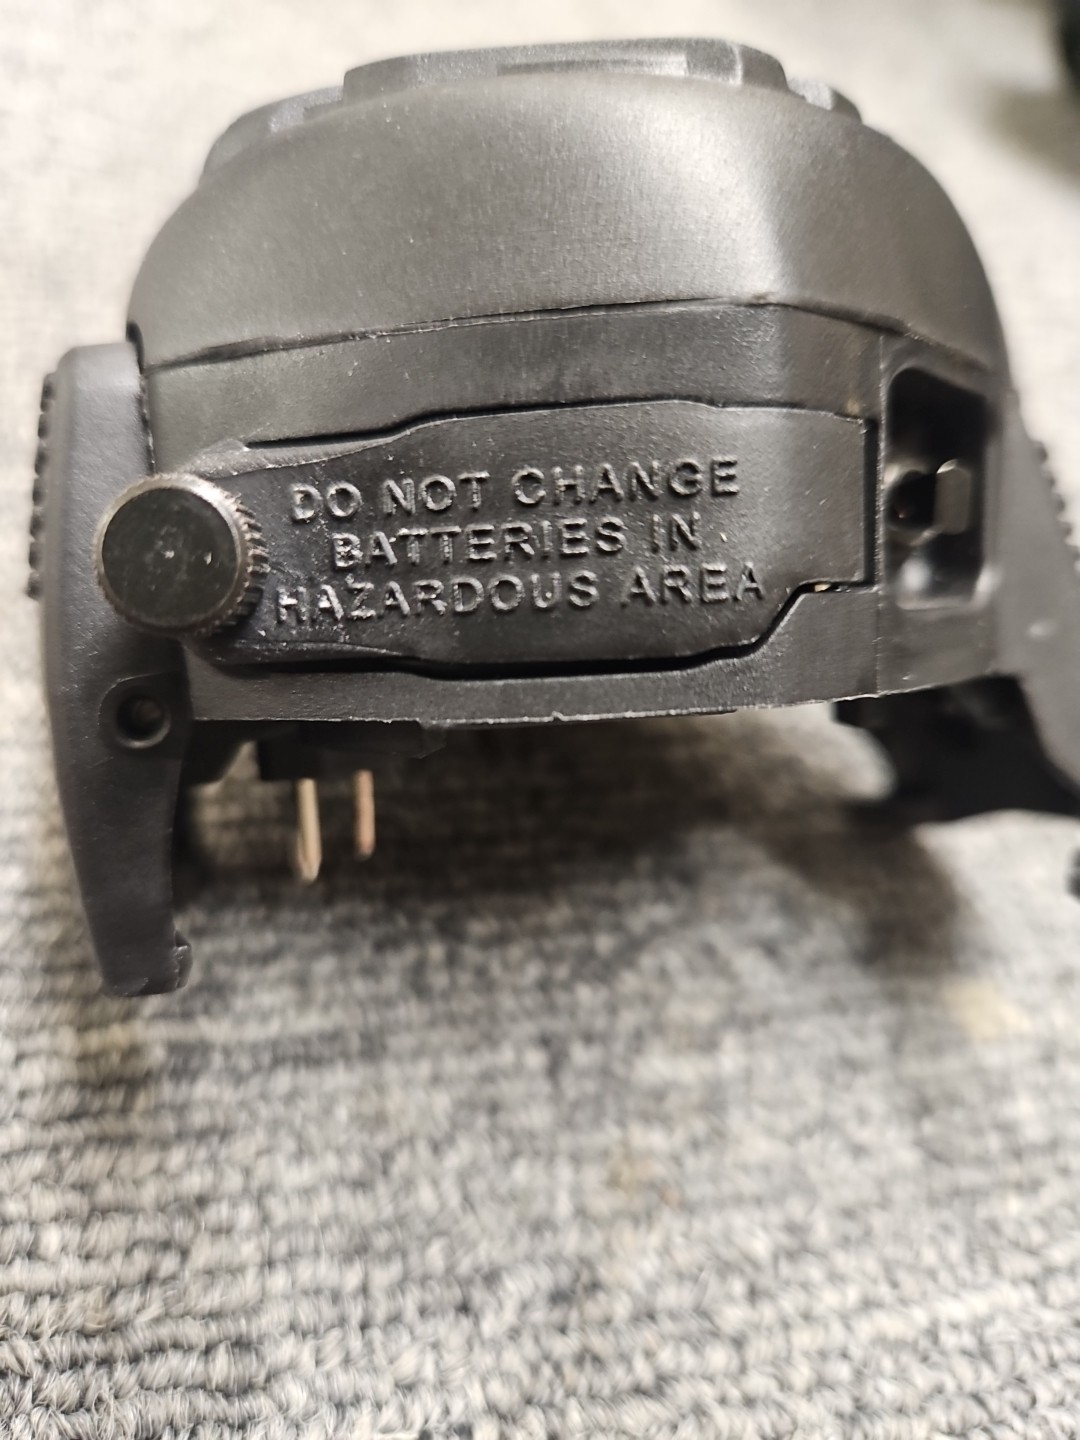 DO NOT CHANGE
BATTERIES IN
HAZARDOUS AREA